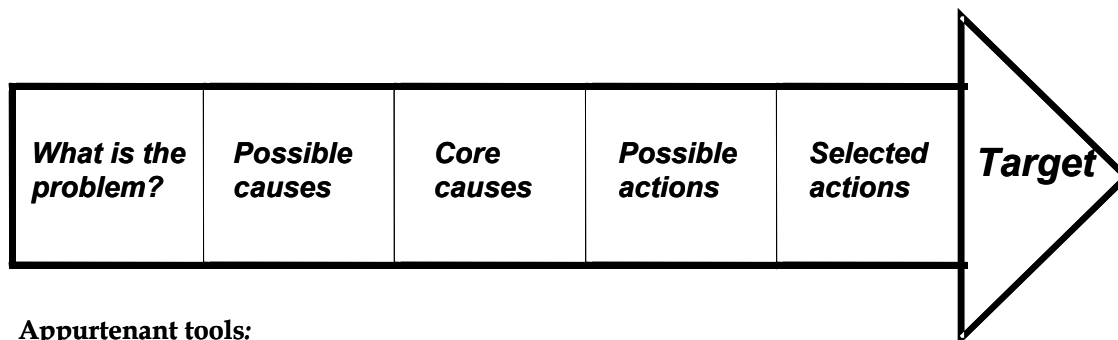 What is the
problem?
Possible
causes
Core
causes
Possible
actions
Selected
actions
Target
Appurtenant tools: